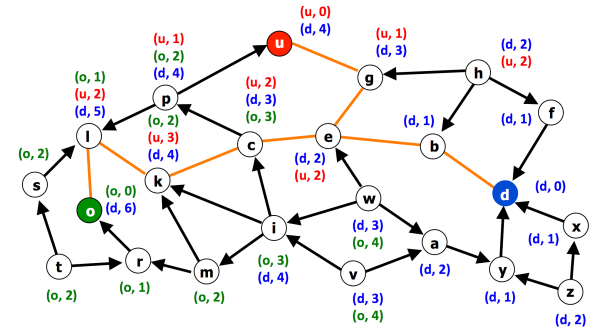 (u, 0)
(d, 4)
u
(u, 1)
(o, 2)
(d, 4)
(u, 1)
(d, 3)
g
h
(d, 2)
(u, 2)
(o, 1)
(u, 2)
(d, 5)
l
p
(o, 2)
(u, 3)
(d, 4)
(u, 2)
(d, 3)
(o, 3)
c
e
(d, 2)
(u, 2)
(d, 1)
b
(d, 1)
f
(o, 2)
s
k
(o, 0)
(d, 6)
o
w
(d, 3)
(o, 4)
d
(d, 0)
i
(o, 3)
(d, 4)
a
(d, 2)
x
(d, 1)
t
(o, 2)
r
(o, 1)
m
(o, 2)
v
(d, 3)
(o, 4)
y
(d, 1)
z
(d, 2)